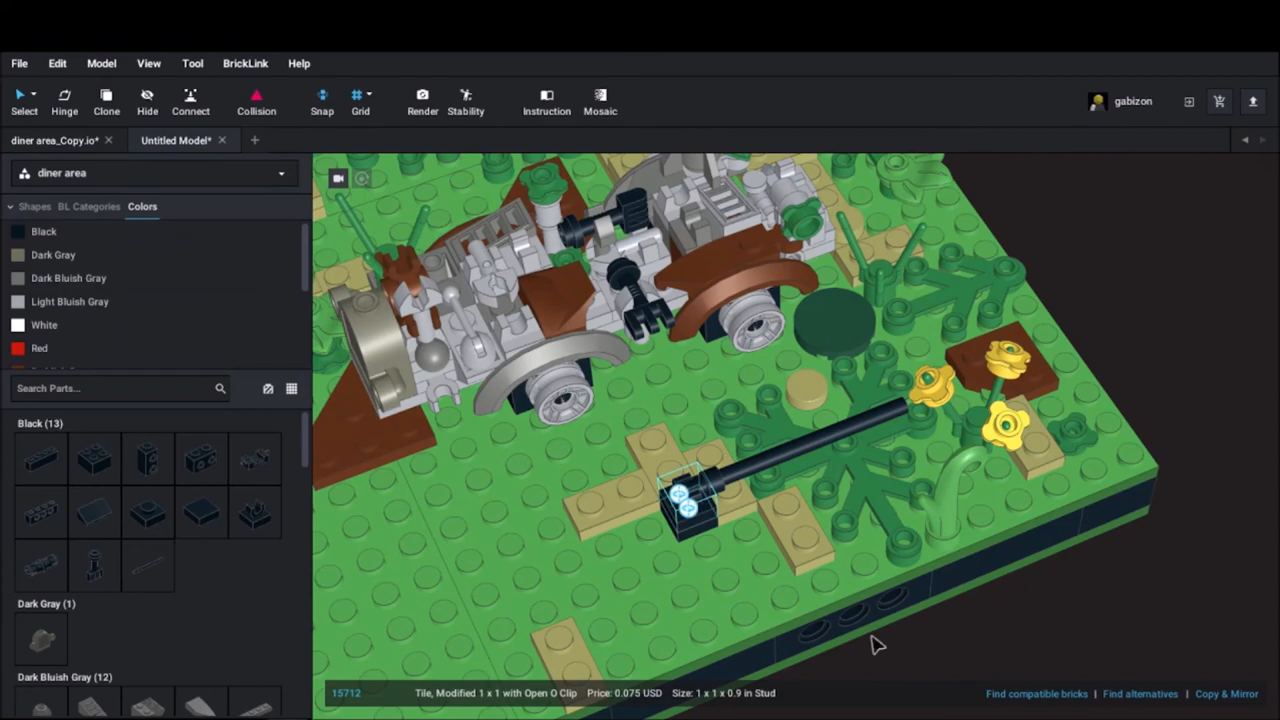 File Edit Model View Tool BrickLink Help
Select Hinge Clone Hide Connect Collision Snap Grid Render Stability Instruction Mosaic gabizon
diner area_Copy.io* Untitled Model*
diner area
Shapes BL Categories Colors
Black
Dark Gray
Dark Bluish Gray
Light Bluish Gray
White
Red
Search Parts...
Black (13)
Dark Gray (1)
Dark Bluish Gray (12)
15712 Tile, Modified 1 x 1 with Open O Clip Price: 0.075 USD Size: 1 x 1 x 0.9 in Stud Find compatible bricks | Find alternatives | Copy & Mirror